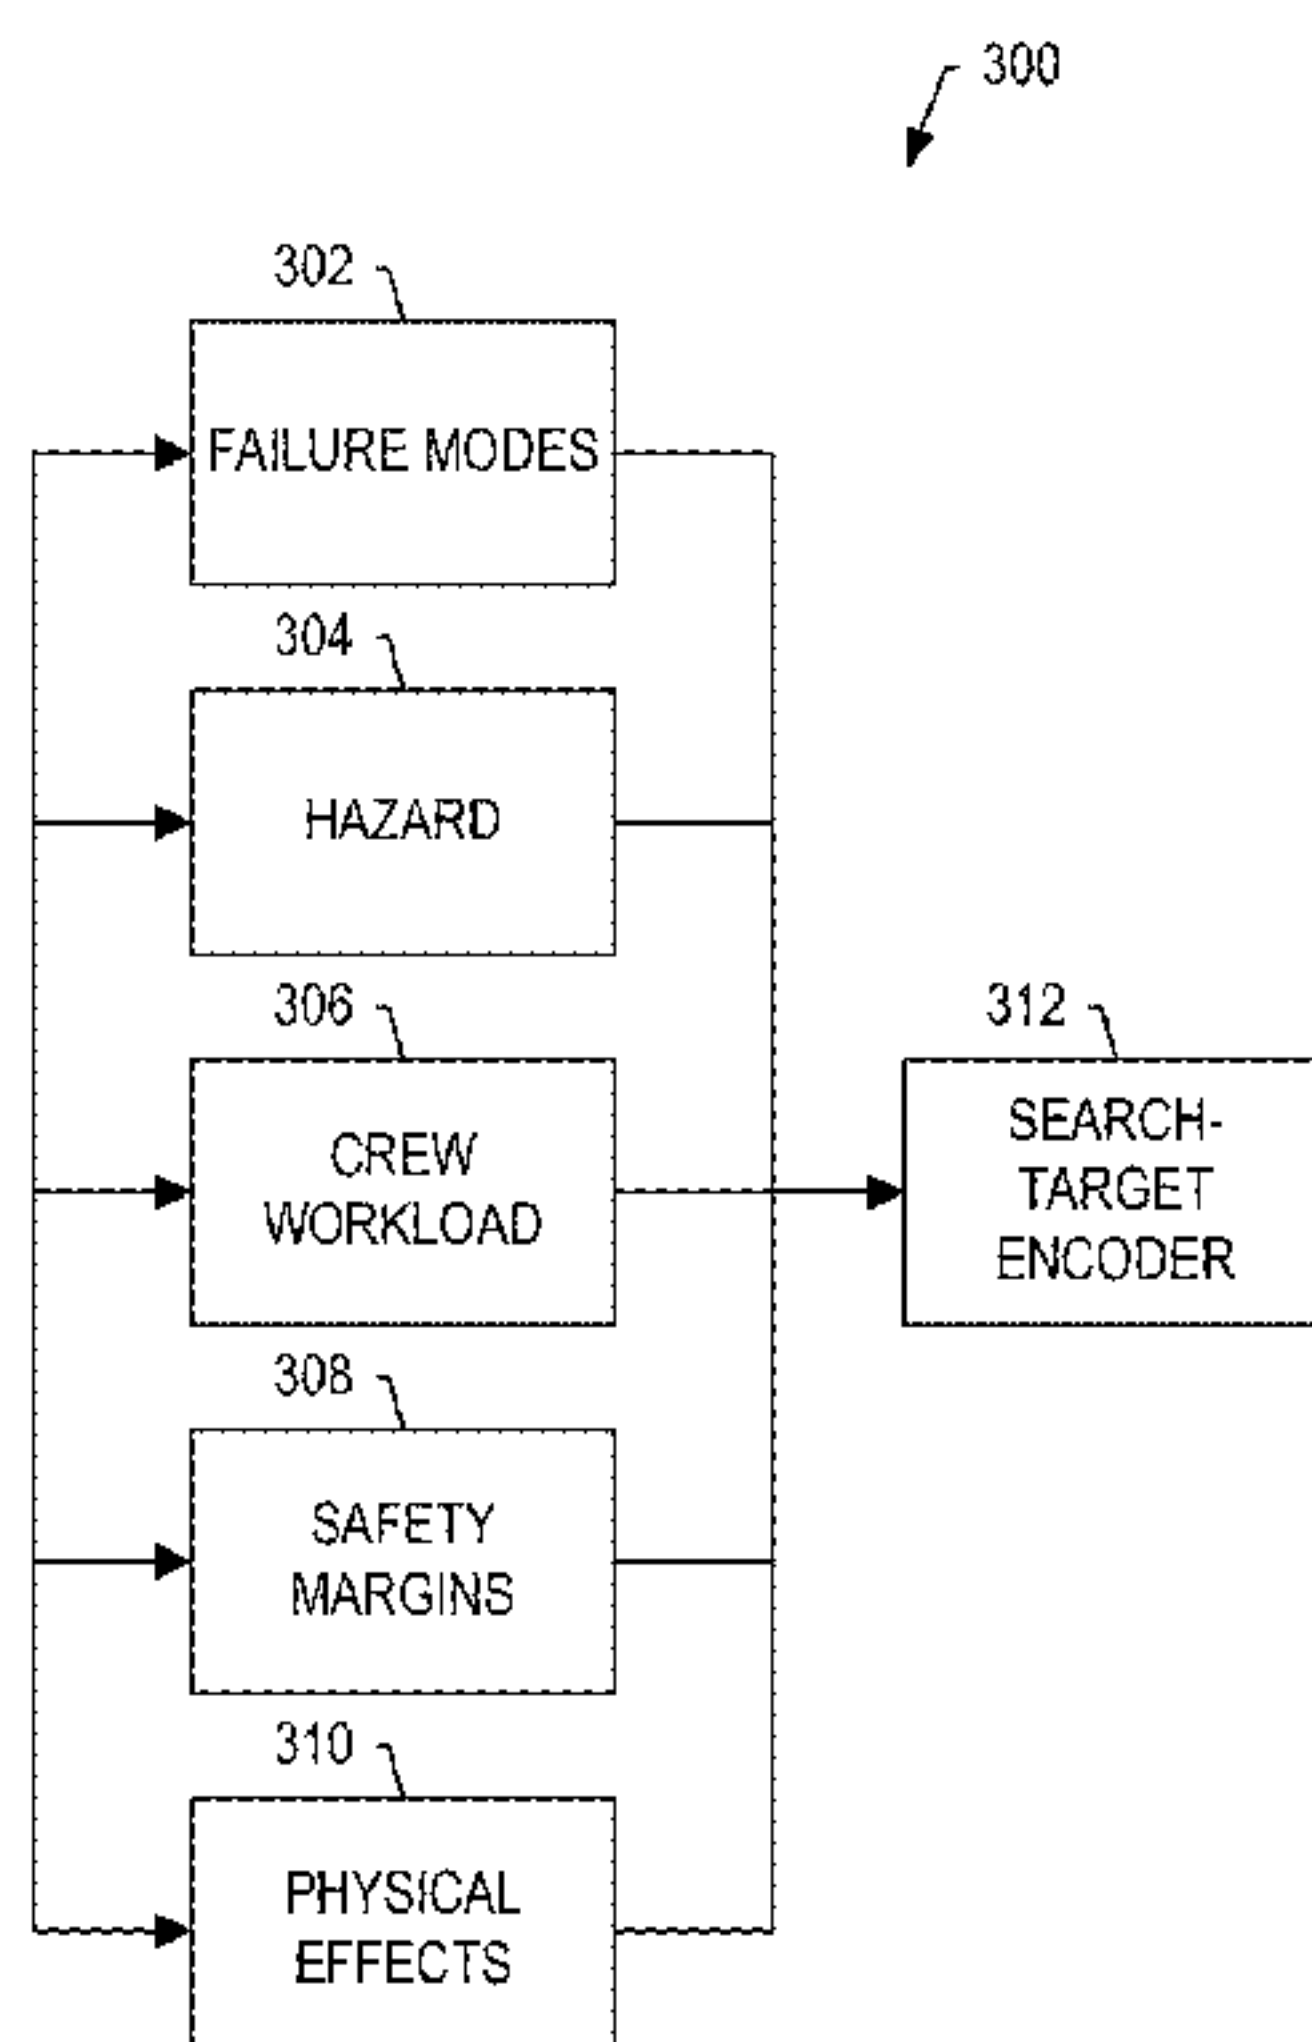 300
302
FAILURE MODES
304
HAZARD
306
CREW
WORKLOAD
312
SEARCH-
TARGET
ENCODER
308
SAFETY
MARGINS
310
PHYSICAL
EFFECTS